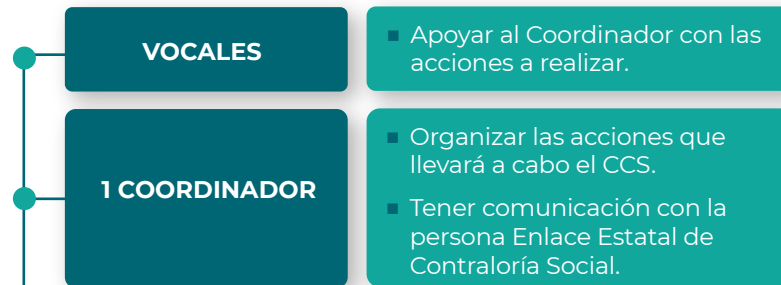 VOCALES
■ Apoyar al Coordinador con las
acciones a realizar.
1 COORDINADOR
■ Organizar las acciones que
llevará a cabo el CCS.
■ Tener comunicación con la
persona Enlace Estatal de
Contraloría Social.